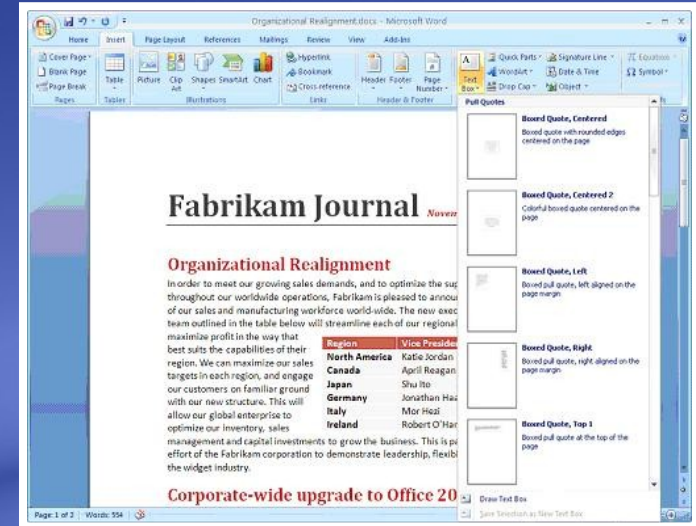 Organizational Realignment.docx - Microsoft Word
Home Insert Page Layout References Mailings Review View Add-Ins
Cover Page
Blank Page
Page Break
Pages
Table
Tables
Picture Clip Art Shapes SmartArt Chart
Illustrations
Hyperlink
Bookmark
Cross-reference
Links
Header Footer Page Number
Header & Footer
Text Box
Quick Parts
WordArt
Drop Cap
Signature Line
Date & Time
Object
Equation
Symbol
Pull Quotes
Boxed Quote, Centered
Boxed quote with rounded edges
centered on the page
Boxed Quote, Centered 2
Colorful boxed quote centered on the
page
Boxed Quote, Left
Boxed pull quote, left aligned on the
page margin
Boxed Quote, Right
Boxed pull quote, right aligned on the
page margin
Boxed Quote, Top 1
Boxed pull quote at the top of the
page
Draw Text Box
Save Selection as New Text Box
Fabrikam Journal
Organizational Realignment
In order to meet our growing sales demands, and to optimize the
throughout our worldwide operations, Fabrikam is pleased to
of our sales and manufacturing workforce world-wide. The new
team outlined in the table below will streamline each of our regional
maximize profit in the way that
best suits the capabilities of their
region. We can maximize our sales
targets in each region, and engage
our customers on familiar ground
with our new structure. This will
allow our global enterprise to
optimize our inventory, sales
Region Vice
North America Katie Jordan
Canada April Reagan
Japan Shu Ito
Germany Jonathan
Italy Mor Hezi
Ireland Robert
management and capital investments to grow the business. This is
effort of the Fabrikam corporation to demonstrate leadership,
the widget industry.
Corporate-wide upgrade to Office 20
Page: 1 of 2 Words: 554